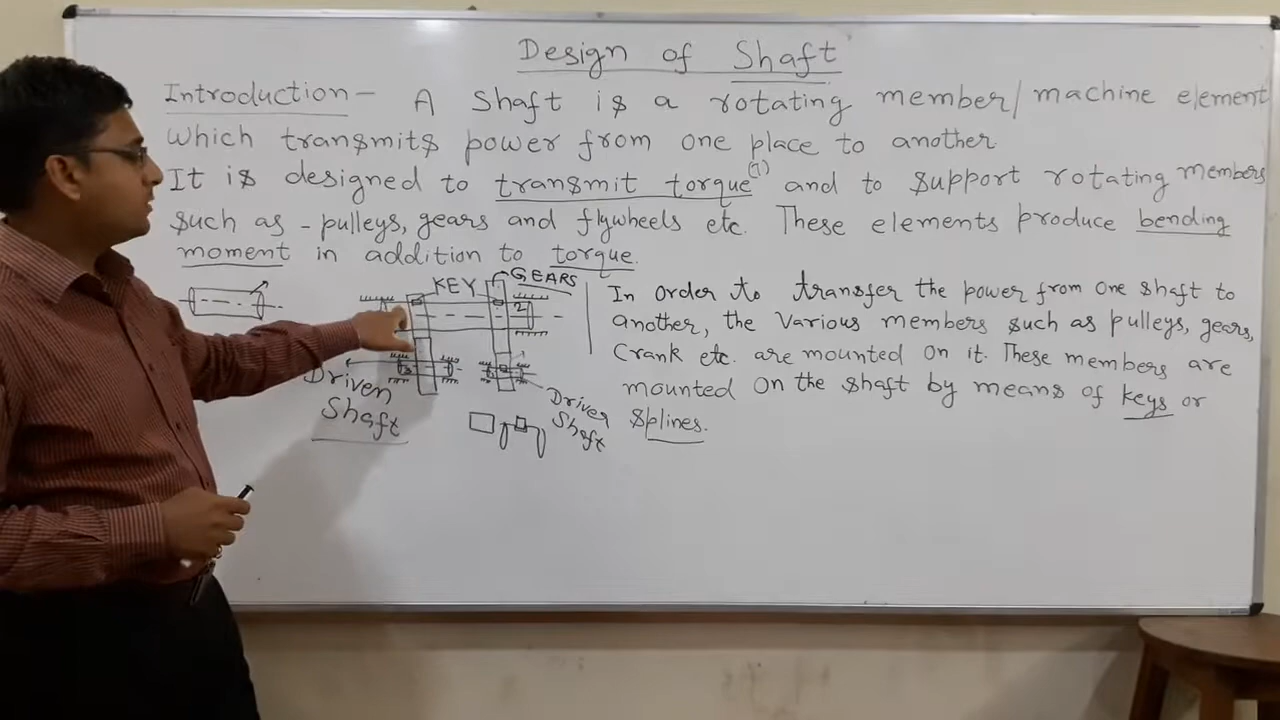 Design of Shaft
Introduction - A Shaft is a rotating member/machine element
which transmits power from one place to another
It is designed to transmit torque (T) and to support rotating members
such as - pulleys, gears and flywheels etc. These elements produce bending
moment in addition to torque.
KEY
GEARS
2
Driven
Shaft
Driver
Shaft
In order to transfer the power from one shaft to
another, the various members such as pulleys, gears,
Crank etc. are mounted on it. These members are
mounted on the shaft by means of keys or
splines.